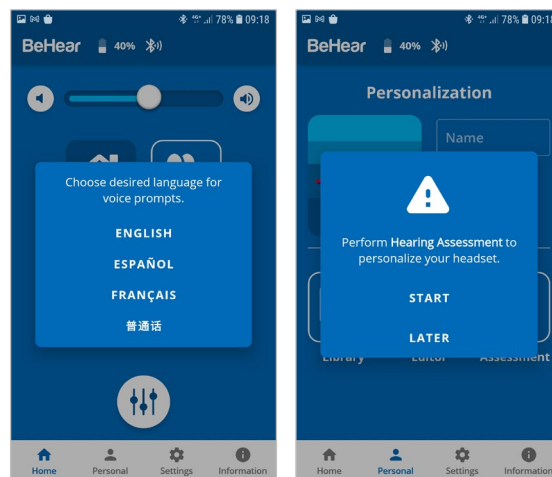 78% 09:18
BeHear 40%
Choose desired language for
voice prompts.
ENGLISH
ESPAÑOL
FRANÇAIS
普通话
Home Personal Settings Information
78% 09:18
BeHear 40%
Personalization
Name
Perform Hearing Assessment to
personalize your headset.
START
LATER
Library Editor Assessment
Home Personal Settings Information